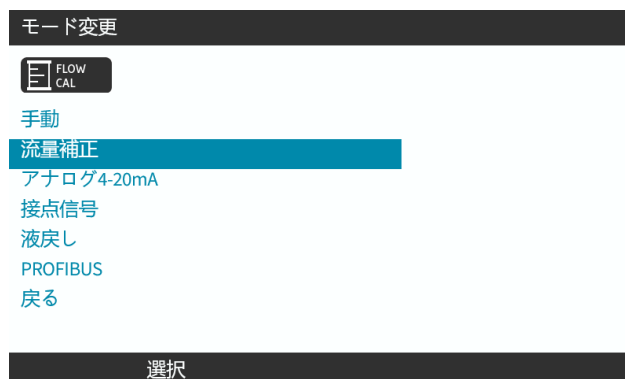 モード変更
FLOW
CAL
手動
流量補正
アナログ4-20mA
接点信号
液戻し
PROFIBUS
戻る
選択